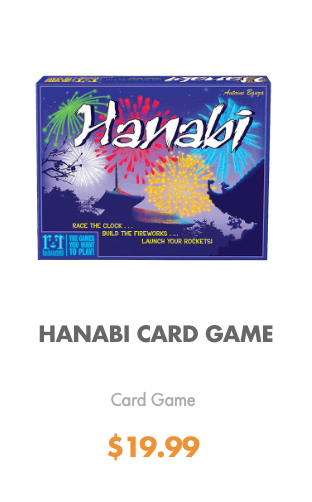 Antoine Bauza
Hanabi
RACE THE CLOCK . . .
BUILD THE FIREWORKS . . . .
LAUNCH YOUR ROCKETS!
THE GAMES
YOU WANT
TO PLAY!
HANABI CARD GAME
Card Game
$19.99